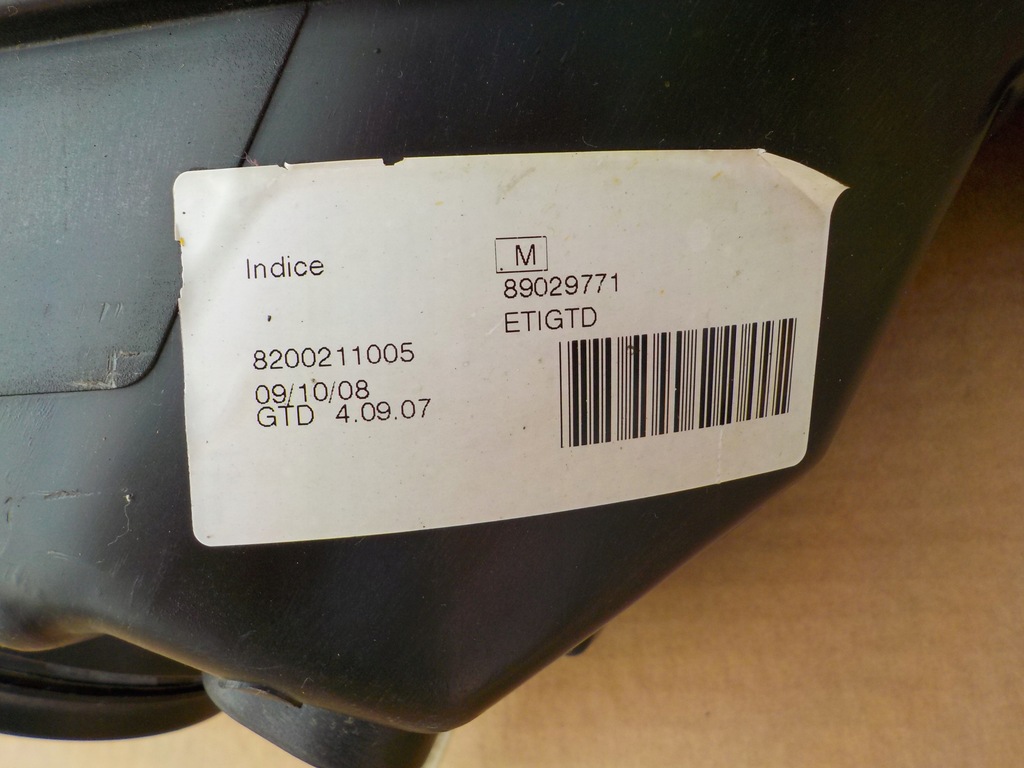 Indice
M
89029771
ETIGTD
8200211005
09/10/08
GTD 4.09.07